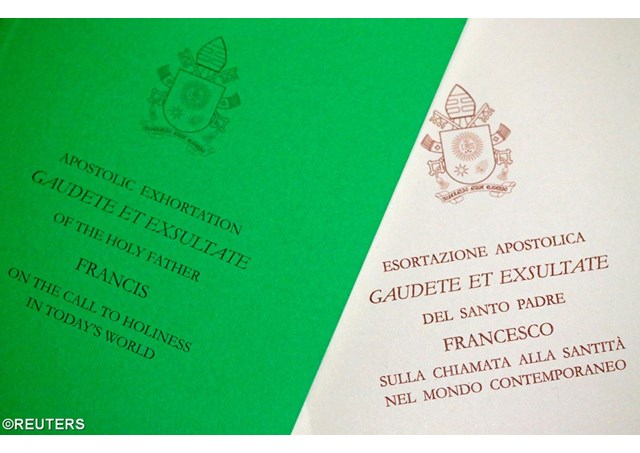 APOSTOLIC EXHORTATION
GAUDETE ET EXSULTATE
OF THE HOLY FATHER
FRANCIS
ON THE CALL TO HOLINESS
IN TODAY'S WORLD
ESORTAZIONE APOSTOLICA
GAUDETE ET EXSULTATE
DEL SANTO PADRE
FRANCESCO
SULLA CHIAMATA ALLA SANTITÀ
NEL MONDO CONTEMPORANEO
©REUTERS